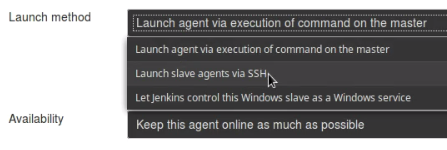 Launch method
Launch agent via execution of command on the master
Launch agent via execution of command on the master
Launch slave agents via SSH
Let Jenkins control this Windows slave as a Windows service
Availability
Keep this agent online as much as possible